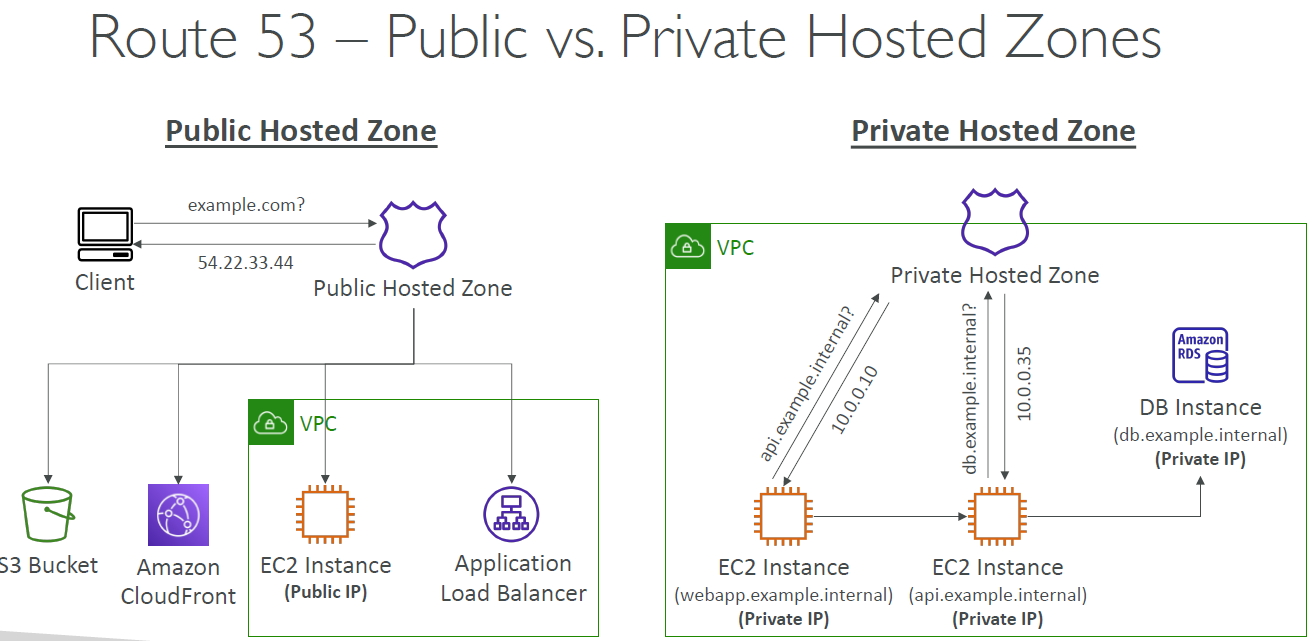 Route 53 – Public vs. Private Hosted Zones
Public Hosted Zone
example.com?
54.22.33.44
Client
Public Hosted Zone
VPC
S3 Bucket
Amazon
CloudFront
EC2 Instance
(Public IP)
Application
Load Balancer
Private Hosted Zone
VPC
Private Hosted Zone
api.example.internal?
10.0.0.10
db.example.internal?
10.0.0.35
Amazon
RDS
DB Instance
(db.example.internal)
(Private IP)
EC2 Instance
(webapp.example.internal)
(Private IP)
EC2 Instance
(api.example.internal)
(Private IP)